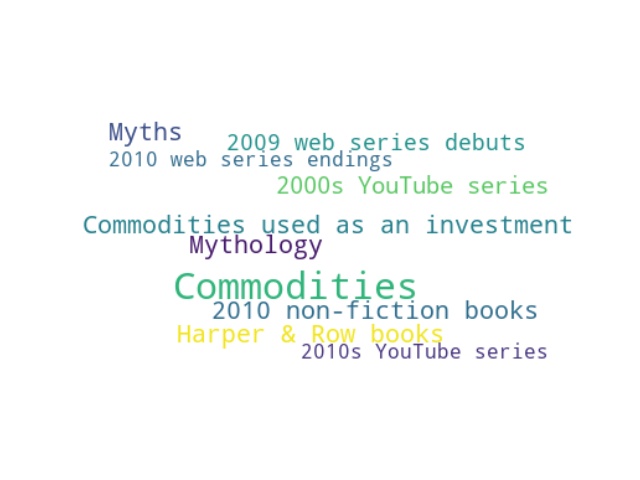 Myths
2009 web series debuts
2010 web series endings
2000s YouTube series
Commodities used as an investment
Mythology
Commodities
2010 non-fiction books
Harper & Row books
2010s YouTube series